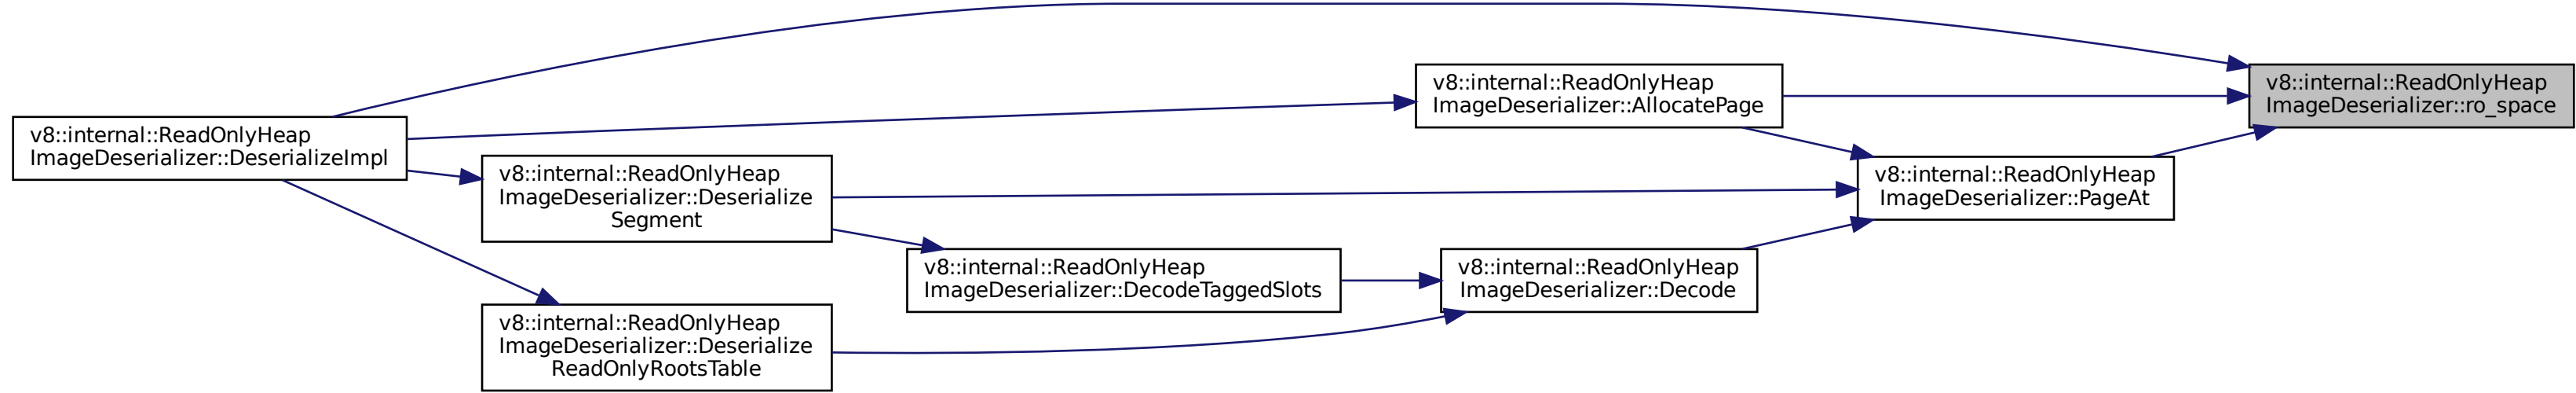 v8::internal::ReadOnlyHeap
ImageDeserializer::DeserializeImpl
v8::internal::ReadOnlyHeap
ImageDeserializer::Deserialize
Segment
v8::internal::ReadOnlyHeap
ImageDeserializer::Deserialize
ReadOnlyRootsTable
v8::internal::ReadOnlyHeap
ImageDeserializer::DecodeTaggedSlots
v8::internal::ReadOnlyHeap
ImageDeserializer::AllocatePage
v8::internal::ReadOnlyHeap
ImageDeserializer::Decode
v8::internal::ReadOnlyHeap
ImageDeserializer::PageAt
v8::internal::ReadOnlyHeap
ImageDeserializer::ro_space